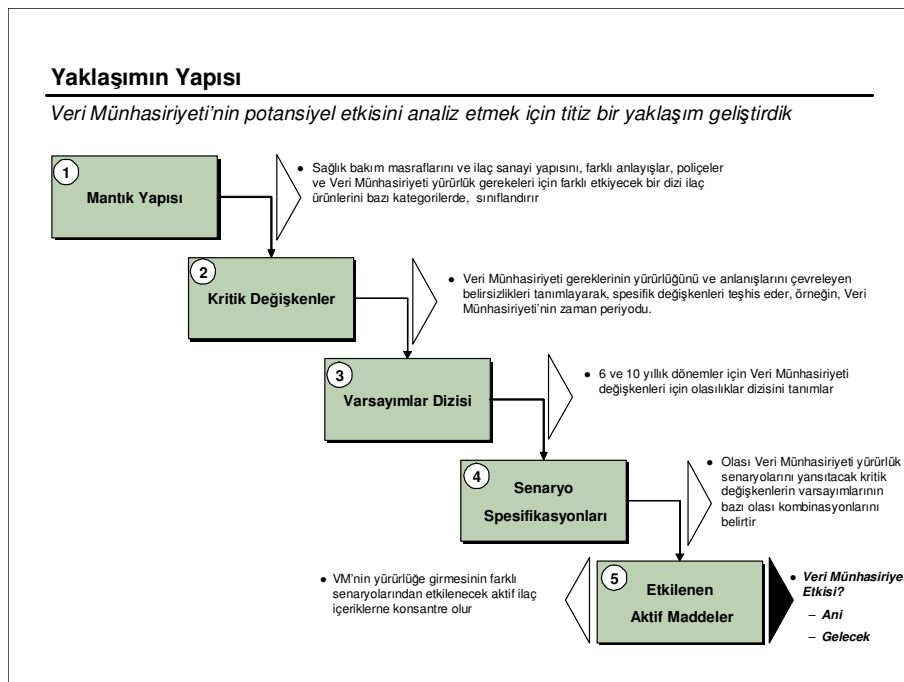 Yaklaşımın Yapısı
Veri Münhasiriyeti'nin potansiyel etkisini analiz etmek için titiz bir yaklaşım geliştirdik
1
Mantık Yapısı
• Sağlık bakım masraflarını ve ilaç sanayi yapısını, farklı anlayışlar, poliçeler
ve Veri Münhasiriyeti yürürlük gerekeleri için farklı etkiyecek bir dizi ilaç
ürünlerini bazı kategorilerde, sınıflandırır
2
Kritik Değişkenler
• Veri Münhasiriyeti gereklerinin yürürlüğünü ve anlanışlarını çevreleyen
belirsizlikleri tanımlayarak, spesifik değişkenleri teşhis eder, örneğin, Veri
Münhasiriyeti'nin zaman periyodu.
3
Varsayımlar Dizisi
• 6 ve 10 yıllık dönemler için Veri Münhasiriyeti
değişkenleri için olasılıklar dizisini tanımlar
4
Senaryo
Spesifikasyonları
• Olası Veri Münhasiriyeti yürürlük
senaryolarını yansıtacak kritik
değişkenlerin varsayımlarının
bazı olası kombinasyonlarını
belirtir
• VM'nin yürürlüğe girmesinin farklı
senaryolarından etkilenecek aktif ilaç
içeriklerne konsantre olur
5
Etkilenen
Aktif Maddeler
• Veri Münhasiriye
Etkisi?
– Ani
– Gelecek